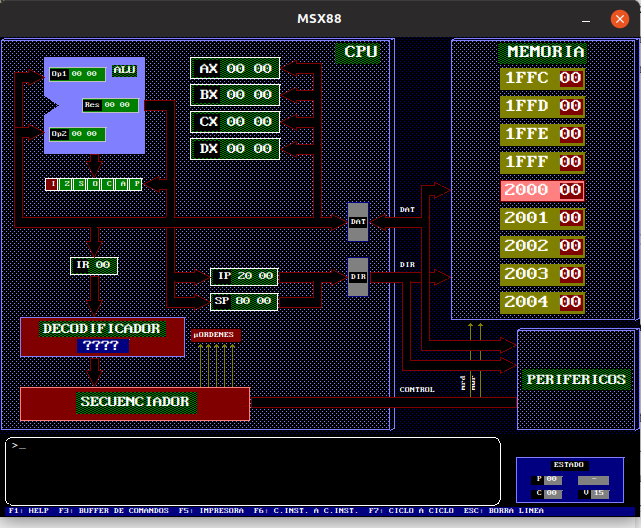 MSX88
CPU
Op1 00 00
ALU
Res 00 00
Op2 00 00
AX 00 00
BX 00 00
CX 00 00
DX 00 00
I Z S O C A P
DAT
DAT
DIR
DIR
IR 00
IP 20 00
SP 80 00
DECODIFICADOR
????
μORDENES
SECUENCIADOR
CONTROL
MEMORIA
1FFC 00
1FFD 00
1FFE 00
1FFF 00
2000 00
2001 00
2002 00
2003 00
2004 00
PERIFERICOS
>_
ESTADO
P 00 -
C 00 V 15
F1: HELP F3: BUFFER DE COMANDOS F5: IMPRESORA F6: C.INST. A C.INST. F7: CICLO A CICLO ESC: BORRA LINEA